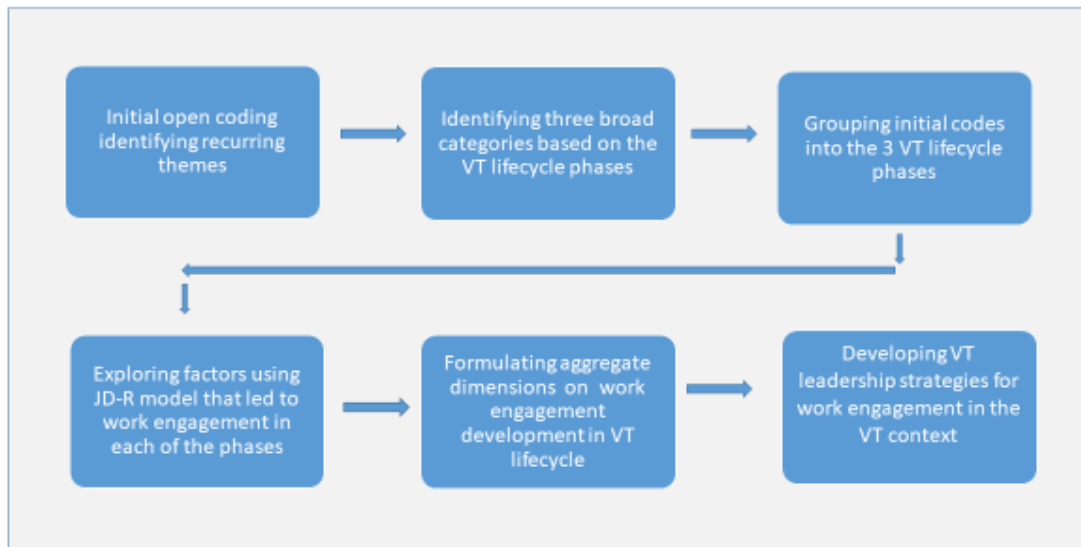 Initial open coding
identifying recurring
themes
Identifying three broad
categories based on the
VT lifecycle phases
Grouping initial codes
into the 3 VT lifecycle
phases
Exploring factors using
JD-R model that led to
work engagement in
each of the phases
Formulating aggregate
dimensions on work
engagement
development in VT
lifecycle
Developing VT
leadership strategies for
work engagement in the
VT context